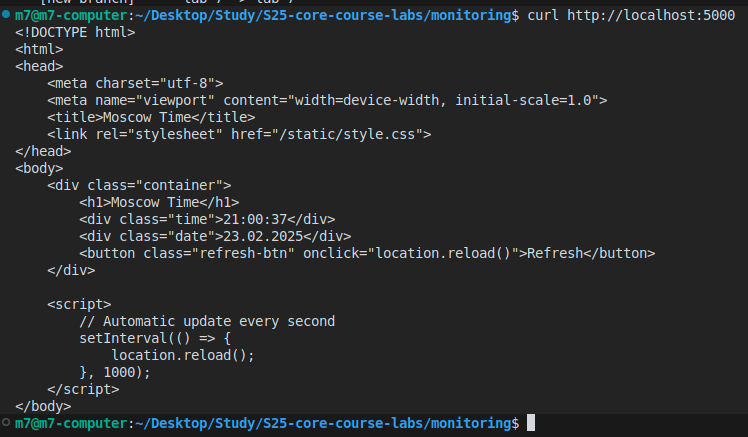 m7@m7-computer:~/Desktop/Study/S25-core-course-labs/monitoring$ curl http://localhost:5000
<!DOCTYPE html>
<html>
<head>
    <meta charset="utf-8">
    <meta name="viewport" content="width=device-width, initial-scale=1.0">
    <title>Moscow Time</title>
    <link rel="stylesheet" href="/static/style.css">
</head>
<body>
    <div class="container">
        <h1>Moscow Time</h1>
        <div class="time">21:00:37</div>
        <div class="date">23.02.2025</div>
        <button class="refresh-btn" onclick="location.reload()">Refresh</button>
    </div>

    <script>
        // Automatic update every second
        setInterval(() => {
            location.reload();
        }, 1000);
    </script>
</body>
m7@m7-computer:~/Desktop/Study/S25-core-course-labs/monitoring$